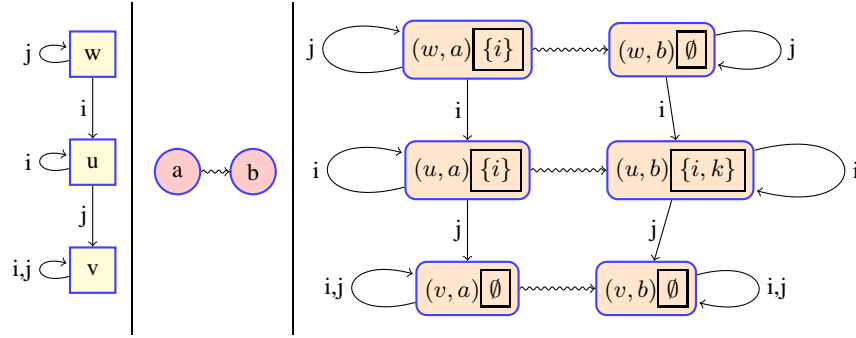 j w
i
i u
j
i,j v
a b
j (w, a) {i} (w, b) ∅ j
i i
i (u, a) {i} (u, b) {i, k} i
j j
i,j (v, a) ∅ (v, b) ∅ i,j